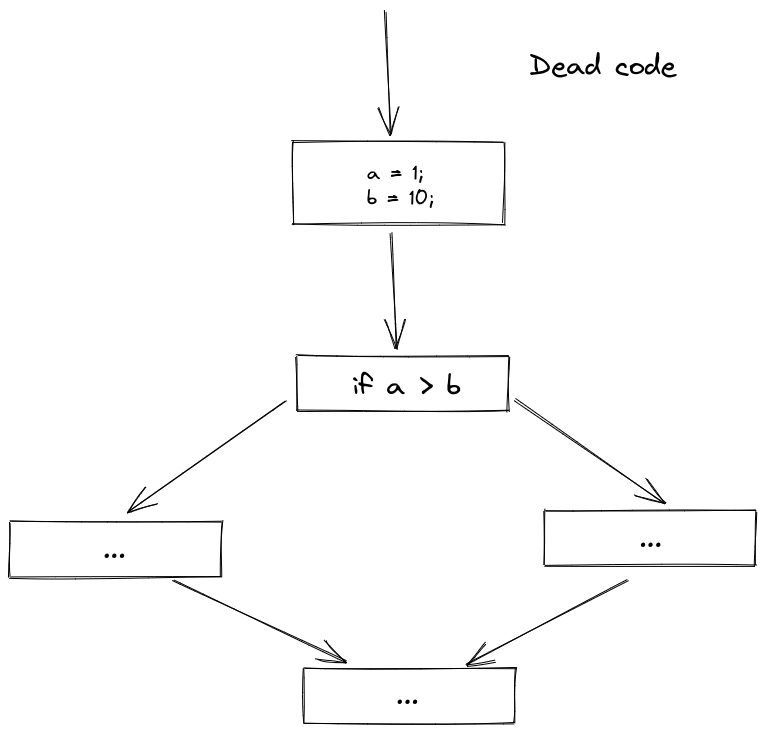 Dead code
a = 1;
b = 10;
if a > b
...
...
...